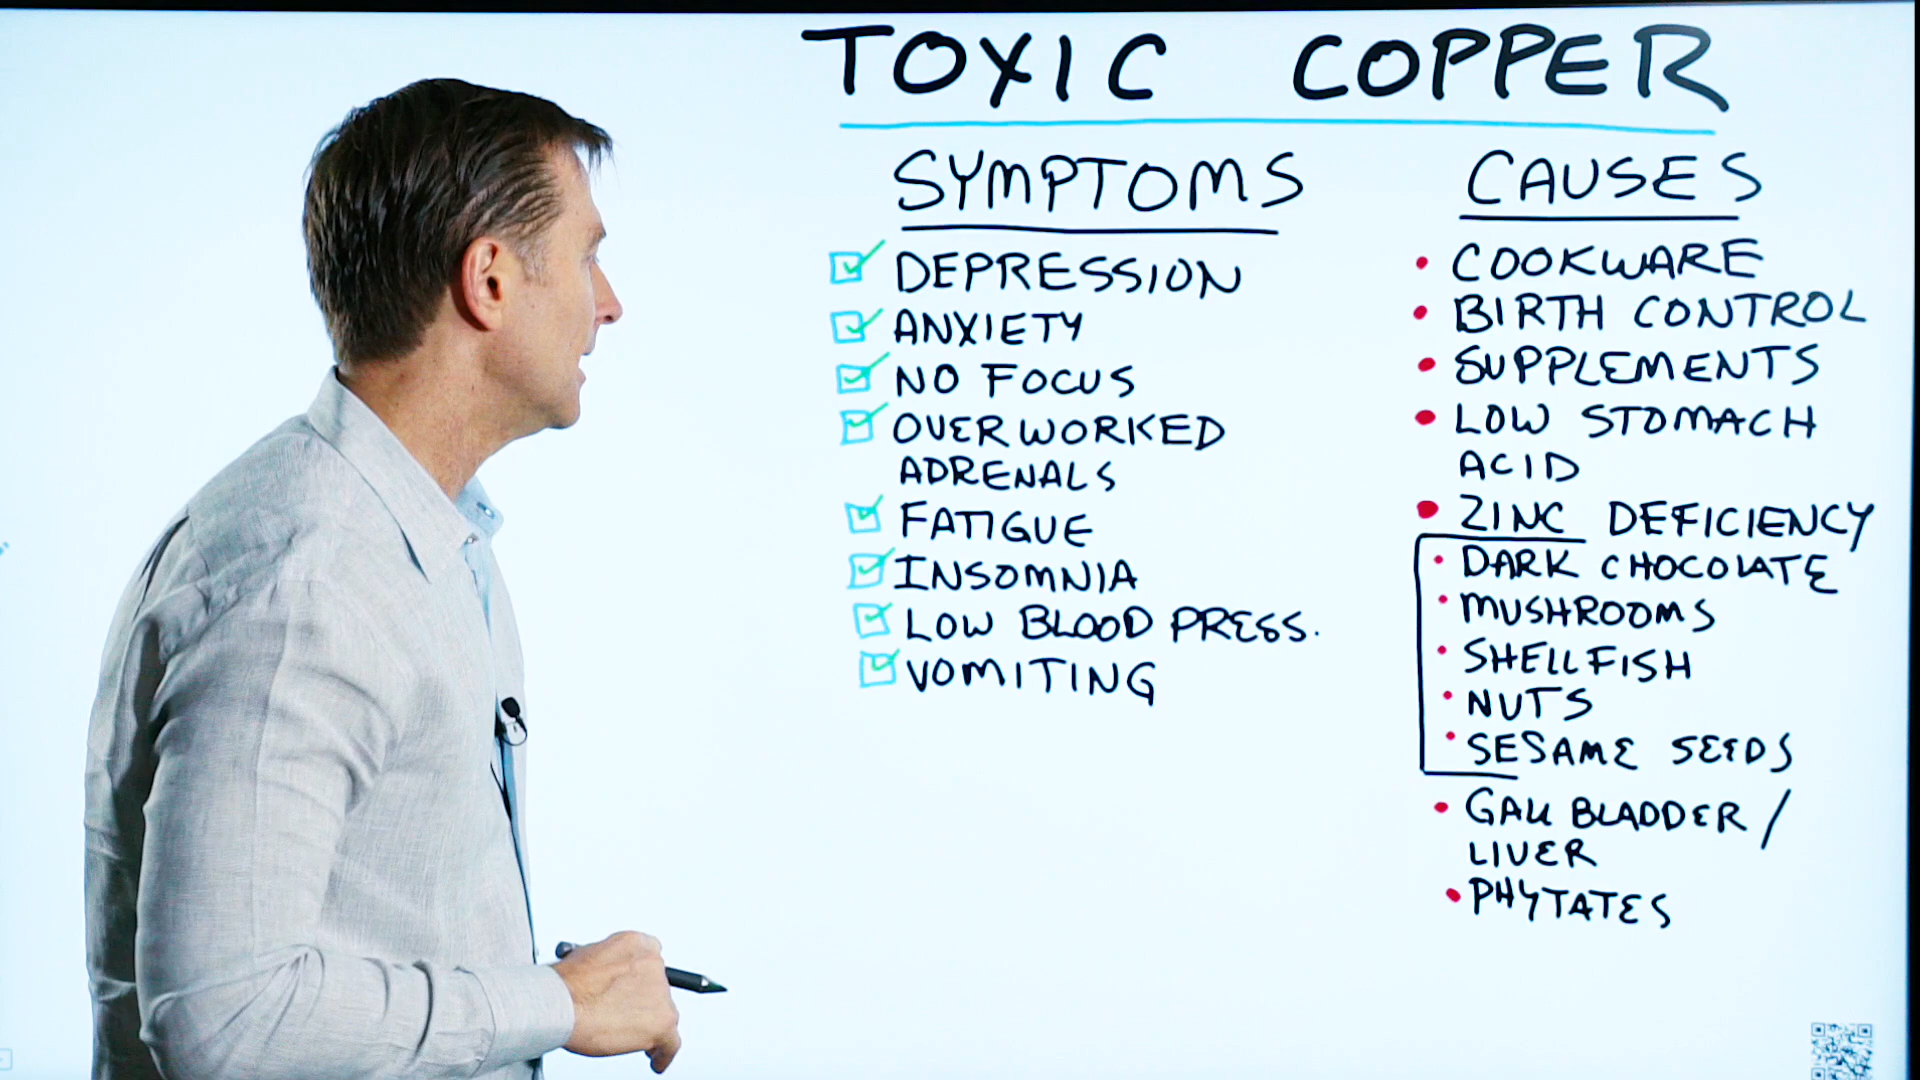 TOXIC COPPER
SYMPTOMS
DEPRESSION
ANXIETY
NO FOCUS
OVERWORKED
ADRENALS
FATIGUE
INSOMNIA
LOW BLOOD PRESS.
VOMITING
CAUSES
COOKWARE
BIRTH CONTROL
SUPPLEMENTS
LOW STOMACH
ACID
ZINC DEFICIENCY
DARK CHOCOLATE
MUSHROOMS
SHELLFISH
NUTS
SESAME SEEDS
GALL BLADDER /
LIVER
PHYTATES